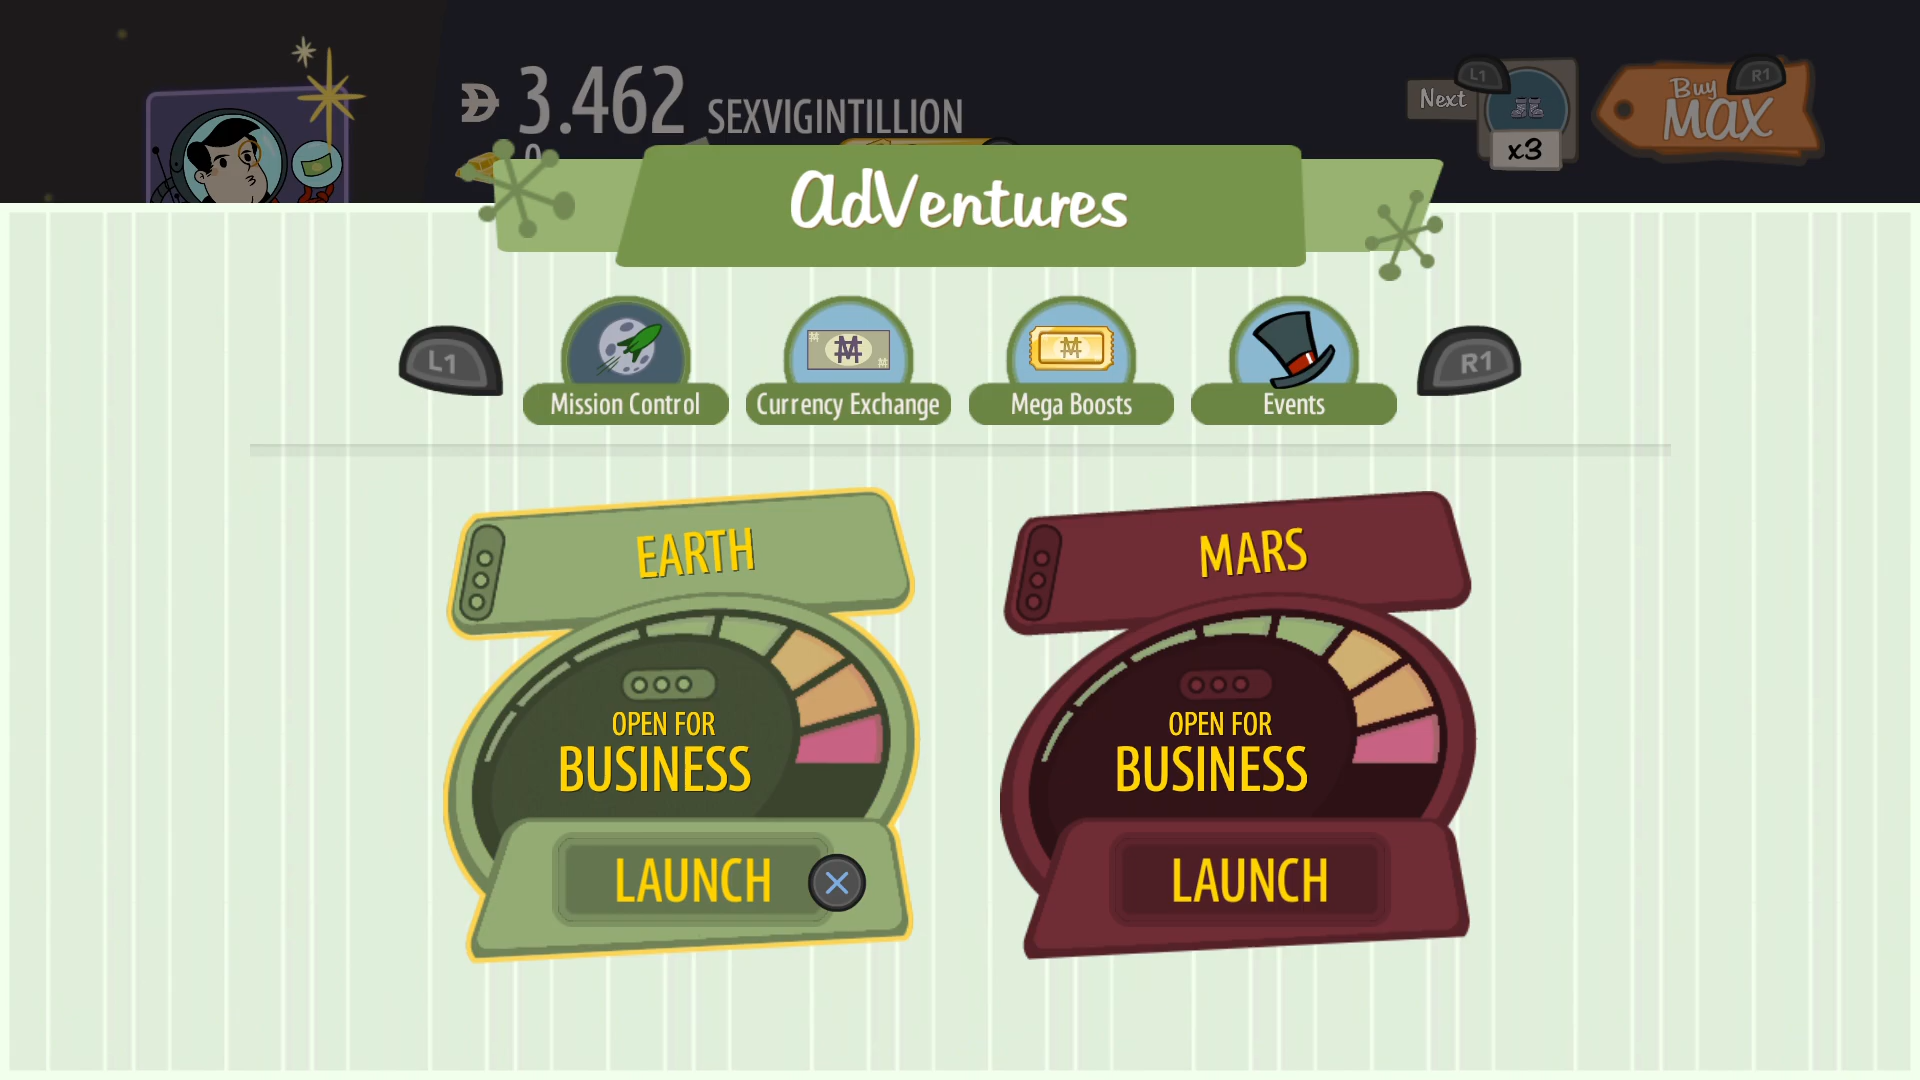 3.462 SEXVIGINTILLION
L1
Next
x3
R1
Buy
MAX
AdVentures
L1
R1
Mission Control
Currency Exchange
Mega Boosts
Events
EARTH
MARS
OPEN FOR
BUSINESS
OPEN FOR
BUSINESS
LAUNCH
LAUNCH